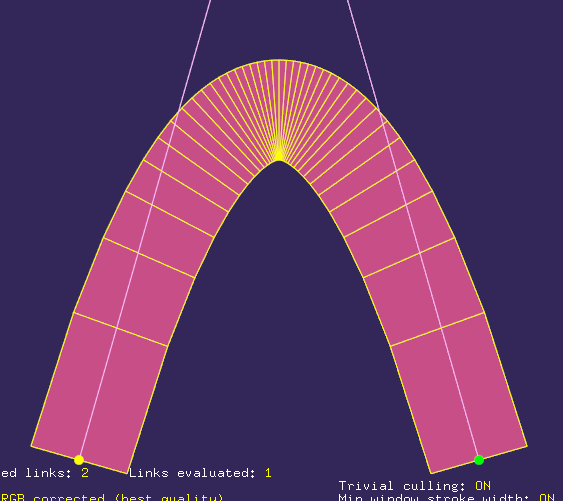 ed links: 2
Links evaluated: 1
Trivial culling: ON
RGB corrected (best quality)
Min window stroke width: ON